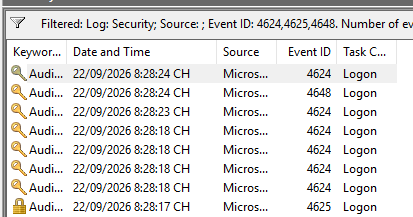 Filtered: Log: Security; Source: ; Event ID: 4624,4625,4648. Number of ev
Keywor... Date and Time Source Event ID Task C...
Audi... 22/09/2026 8:28:24 CH Micros... 4624 Logon
Audi... 22/09/2026 8:28:24 CH Micros... 4648 Logon
Audi... 22/09/2026 8:28:23 CH Micros... 4624 Logon
Audi... 22/09/2026 8:28:18 CH Micros... 4624 Logon
Audi... 22/09/2026 8:28:18 CH Micros... 4624 Logon
Audi... 22/09/2026 8:28:18 CH Micros... 4624 Logon
Audi... 22/09/2026 8:28:18 CH Micros... 4624 Logon
Audi... 22/09/2026 8:28:17 CH Micros... 4625 Logon